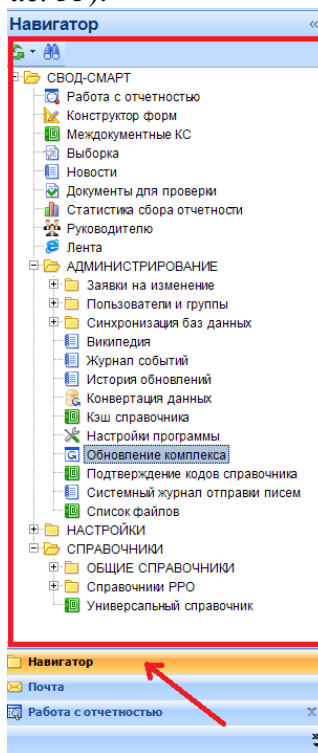 Навигатор «
СВОД-СМАРТ
Работа с отчетностью
Конструктор форм
Междокументные КС
Выборка
Новости
Документы для проверки
Статистика сбора отчетности
Руководителю
Лента
АДМИНИСТРИРОВАНИЕ
Заявки на изменение
Пользователи и группы
Синхронизация баз данных
Википедия
Журнал событий
История обновлений
Конвертация данных
Кэш справочника
Настройки программы
Обновление комплекса
Подтверждение кодов справочника
Системный журнал отправки писем
Список файлов
НАСТРОЙКИ
СПРАВОЧНИКИ
ОБЩИЕ СПРАВОЧНИКИ
Справочники РРО
Универсальный справочник
Навигатор
Почта
Работа с отчетностью